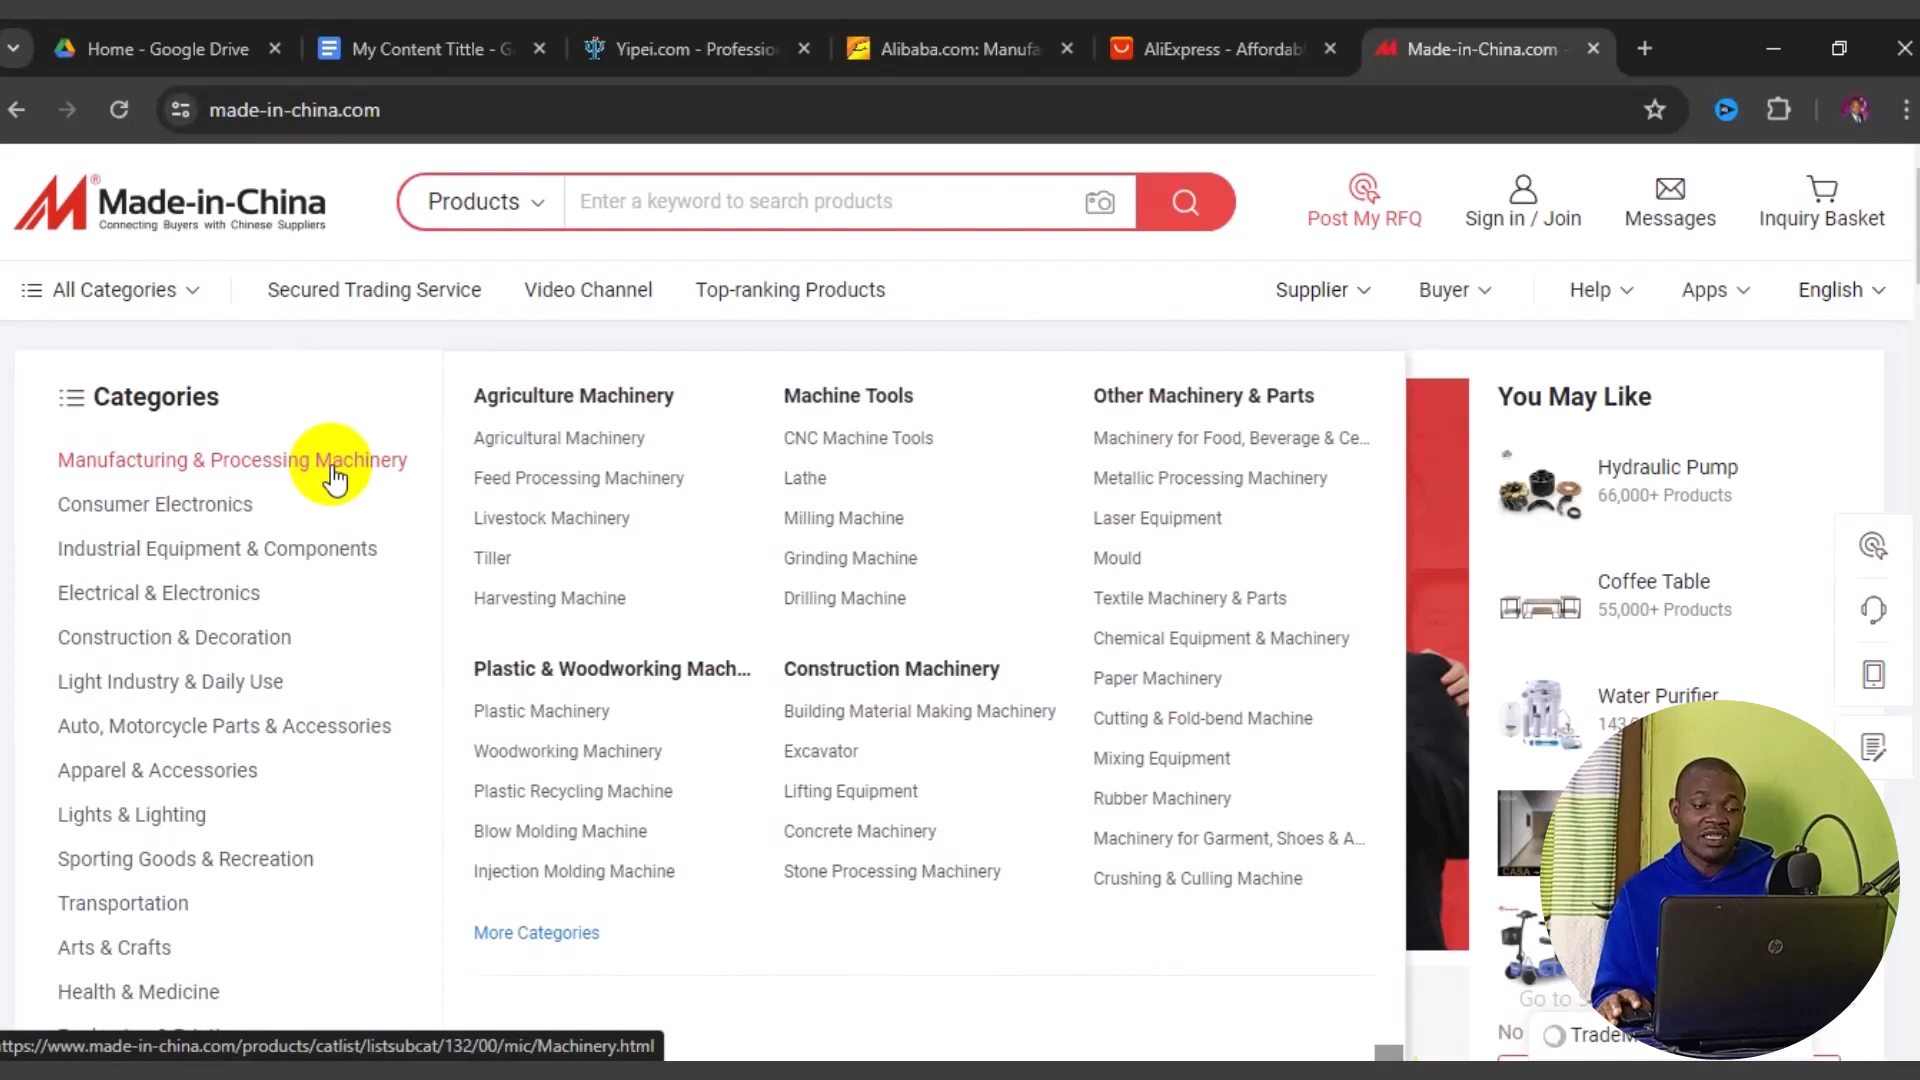 Home - Google Drive
My Content Tittle - G
Yipei.com - Professio
Alibaba.com: Manufa
AliExpress - Affordab
Made-in-China.com -
made-in-china.com
Made-in-China
Connecting Buyers with Chinese Suppliers
Products
Enter a keyword to search products
Post My RFQ
Sign in / Join
Messages
Inquiry Basket
All Categories
Secured Trading Service
Video Channel
Top-ranking Products
Supplier
Buyer
Help
Apps
English
Categories
Manufacturing & Processing Machinery
Consumer Electronics
Industrial Equipment & Components
Electrical & Electronics
Construction & Decoration
Light Industry & Daily Use
Auto, Motorcycle Parts & Accessories
Apparel & Accessories
Lights & Lighting
Sporting Goods & Recreation
Transportation
Arts & Crafts
Health & Medicine
Agriculture Machinery
Agricultural Machinery
Feed Processing Machinery
Livestock Machinery
Tiller
Harvesting Machine
Plastic & Woodworking Mach...
Plastic Machinery
Woodworking Machinery
Plastic Recycling Machine
Blow Molding Machine
Injection Molding Machine
More Categories
Machine Tools
CNC Machine Tools
Lathe
Milling Machine
Grinding Machine
Drilling Machine
Construction Machinery
Building Material Making Machinery
Excavator
Lifting Equipment
Concrete Machinery
Stone Processing Machinery
Other Machinery & Parts
Machinery for Food, Beverage & Ce...
Metallic Processing Machinery
Laser Equipment
Mould
Textile Machinery & Parts
Chemical Equipment & Machinery
Paper Machinery
Cutting & Fold-bend Machine
Mixing Equipment
Rubber Machinery
Machinery for Garment, Shoes & A...
Crushing & Culling Machine
You May Like
Hydraulic Pump
66,000+ Products
Coffee Table
55,000+ Products
Water Purifier
143,
CASA
Go to
No
TradeM
ttps://www.made-in-china.com/products/catlist/listsubcat/132/00/mic/Machinery.html
hp